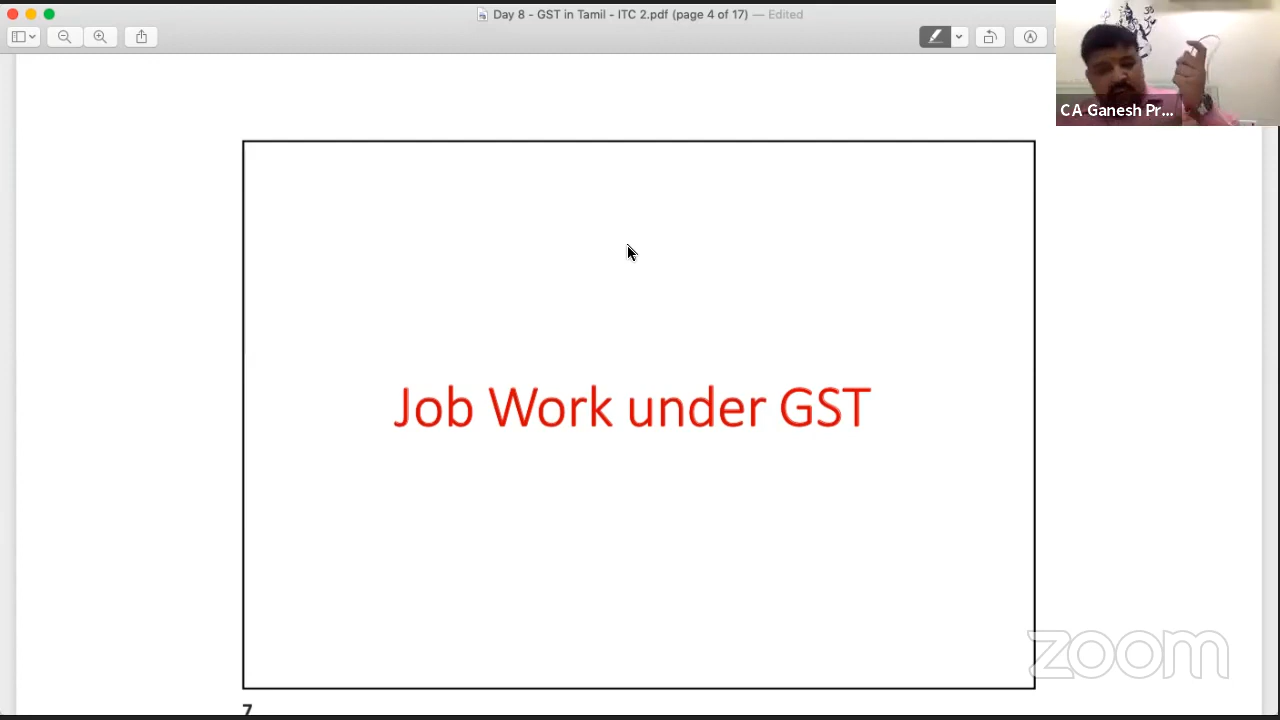 Day 8 - GST in Tamil - ITC 2.pdf (page 4 of 17) — Edited
C A Ganesh Pr...
Job Work under GST
zoom
7